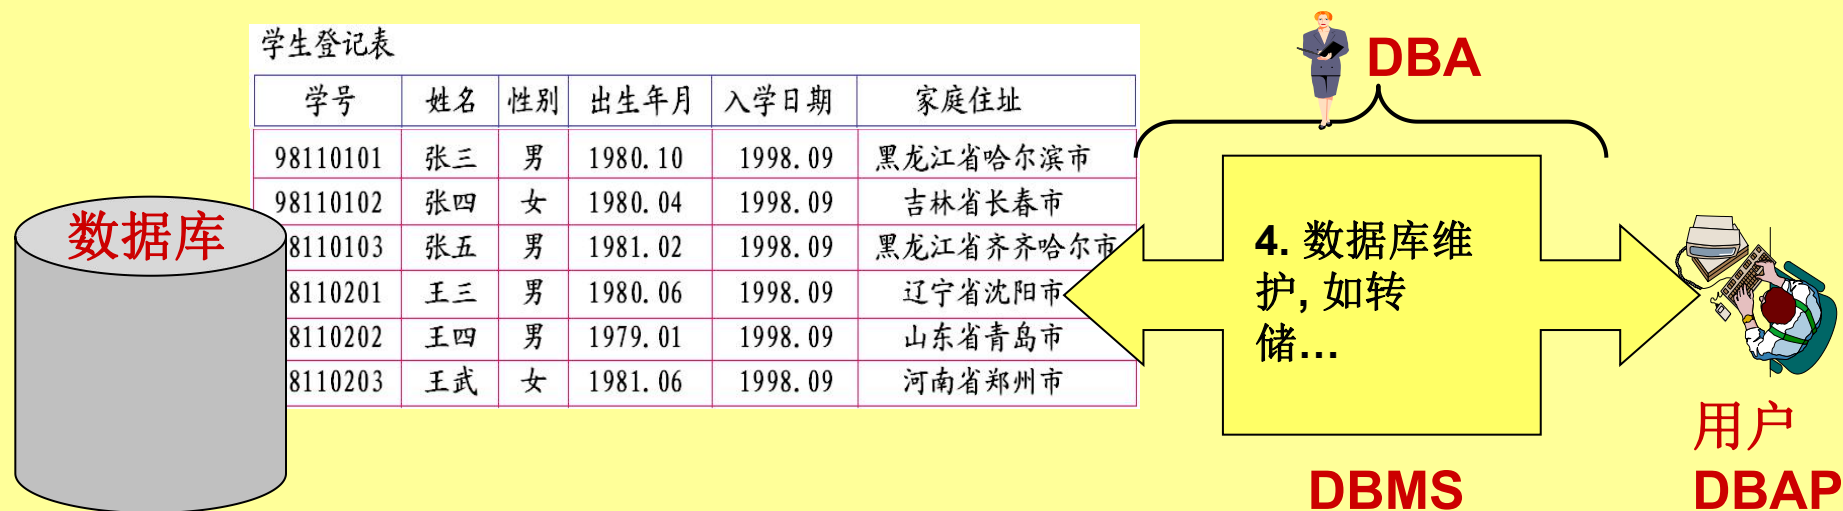 学生登记表
学号 姓名 性别 出生年月 入学日期 家庭住址
98110101 张三 男 1980.10 1998.09 黑龙江省哈尔滨市
98110102 张四 女 1980.04 1998.09 吉林省长春市
8110103 张五 男 1981.02 1998.09 黑龙江省齐齐哈尔市
8110201 王三 男 1980.06 1998.09 辽宁省沈阳市
8110202 王四 男 1979.01 1998.09 山东省青岛市
8110203 王武 女 1981.06 1998.09 河南省郑州市
数据库
DBA
4. 数据库维
护, 如转
储...
DBMS
用户
DBAP